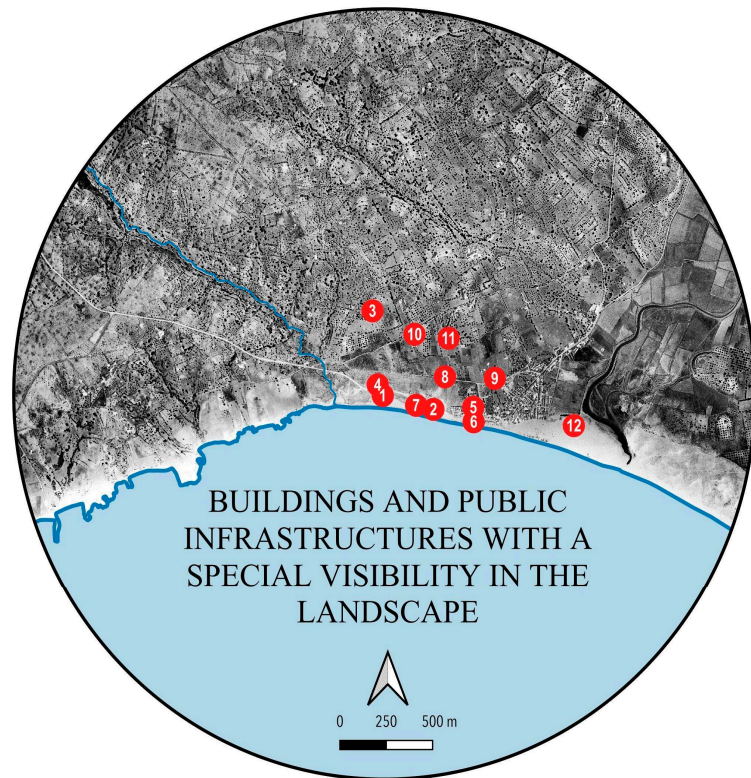 3
10
11
8
9
4
1
7
2
5
6
12
BUILDINGS AND PUBLIC
INFRASTRUCTURES WITH A
SPECIAL VISIBILITY IN THE
LANDSCAPE
0 250 500 m